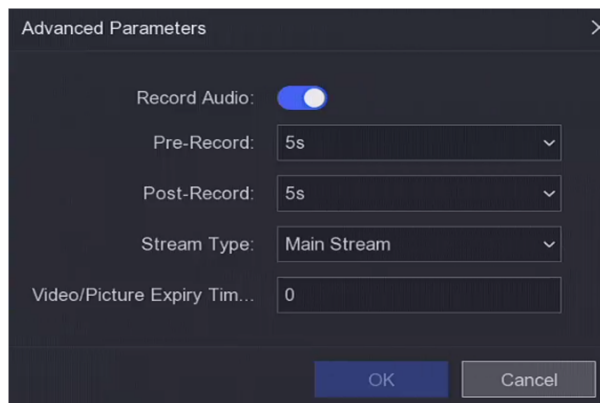 Advanced Parameters
Record Audio:
Pre-Record: 5s
Post-Record: 5s
Stream Type: Main Stream
Video/Picture Expiry Tim... 0
OK Cancel